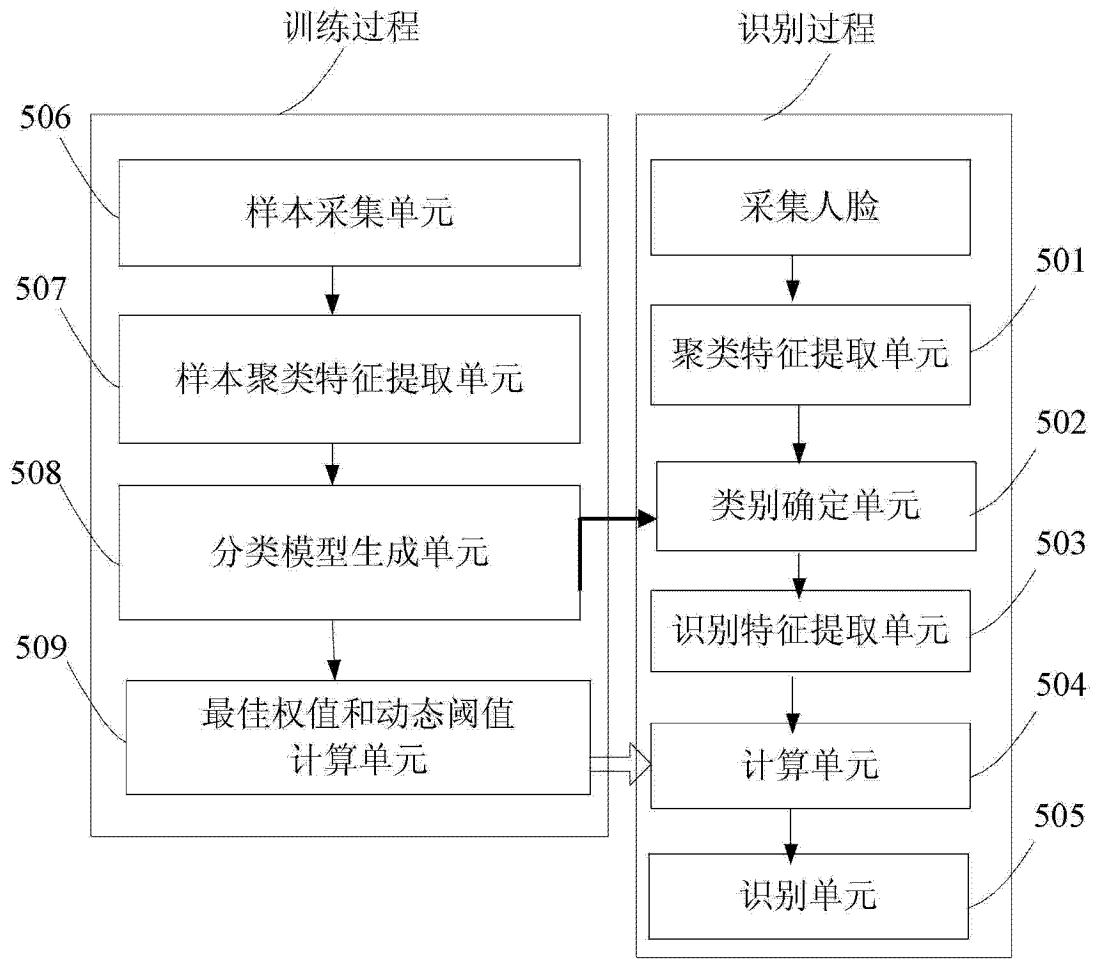 训练过程
识别过程
506
样本采集单元
507
样本聚类特征提取单元
508
分类模型生成单元
509
最佳权值和动态阈值
计算单元
采集人脸
501
聚类特征提取单元
502
类别确定单元
503
识别特征提取单元
504
计算单元
505
识别单元